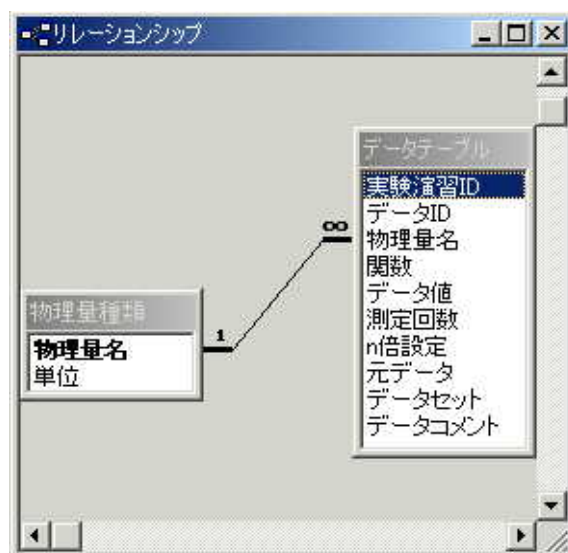 リレーションシップ
データテーブル
実験演習ID
データID
物理量名
関数
データ値
測定回数
n倍設定
元データ
データセット
データコメント
∞
物理量種類
物理量名
単位
1